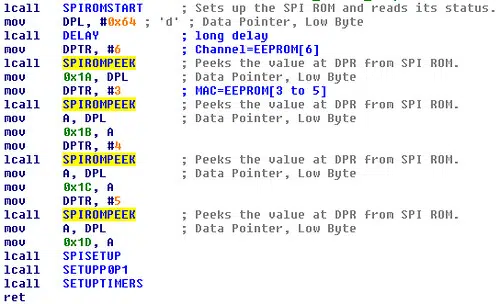 lcall SPIROMSTART ; Sets up the SPI ROM and reads its status.
mov DPL, #0x64 ; 'd' ; Data Pointer, Low Byte
lcall DELAY ; long delay
mov DPTR, #6 ; Channel=EEPROM[6]
lcall SPIROMPEEK ; Peeks the value at DPR from SPI ROM.
mov 0x1A, DPL ; Data Pointer, Low Byte
mov DPTR, #3 ; MAC=EEPROM[3 to 5]
lcall SPIROMPEEK ; Peeks the value at DPR from SPI ROM.
mov A, DPL ; Data Pointer, Low Byte
mov 0x1B, A
mov DPTR, #4
lcall SPIROMPEEK ; Peeks the value at DPR from SPI ROM.
mov A, DPL ; Data Pointer, Low Byte
mov 0x1C, A
mov DPTR, #5
lcall SPIROMPEEK ; Peeks the value at DPR from SPI ROM.
mov A, DPL ; Data Pointer, Low Byte
mov 0x1D, A
lcall SPISETUP
lcall SETUPP0P1
lcall SETUPTIMERS
ret